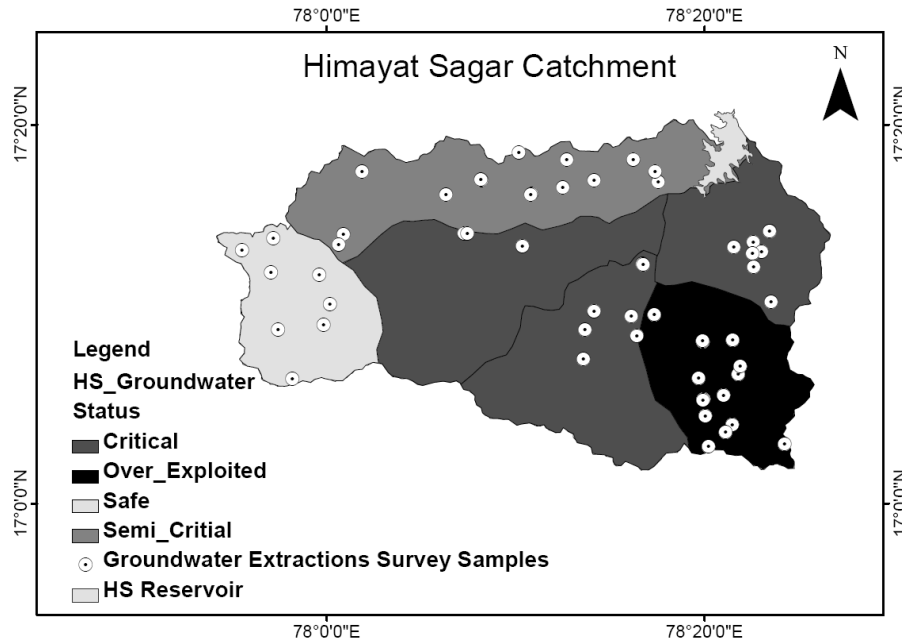 78°0'0"E 78°20'0"E
Himayat Sagar Catchment
N
17°20'0"N 17°20'0"N
Legend
HS_Groundwater
Status
Critical
Over_Exploited
Safe
Semi_Critial
Groundwater Extractions Survey Samples
HS Reservoir
17°0'0"N 17°0'0"N
78°0'0"E 78°20'0"E